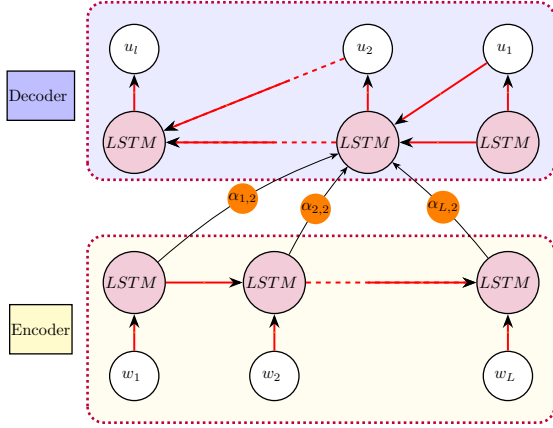 u_l u_2 u_1
Decoder
LSTM LSTM LSTM
α_{1,2} α_{2,2} α_{L,2}
LSTM LSTM LSTM
Encoder
w_1 w_2 w_L